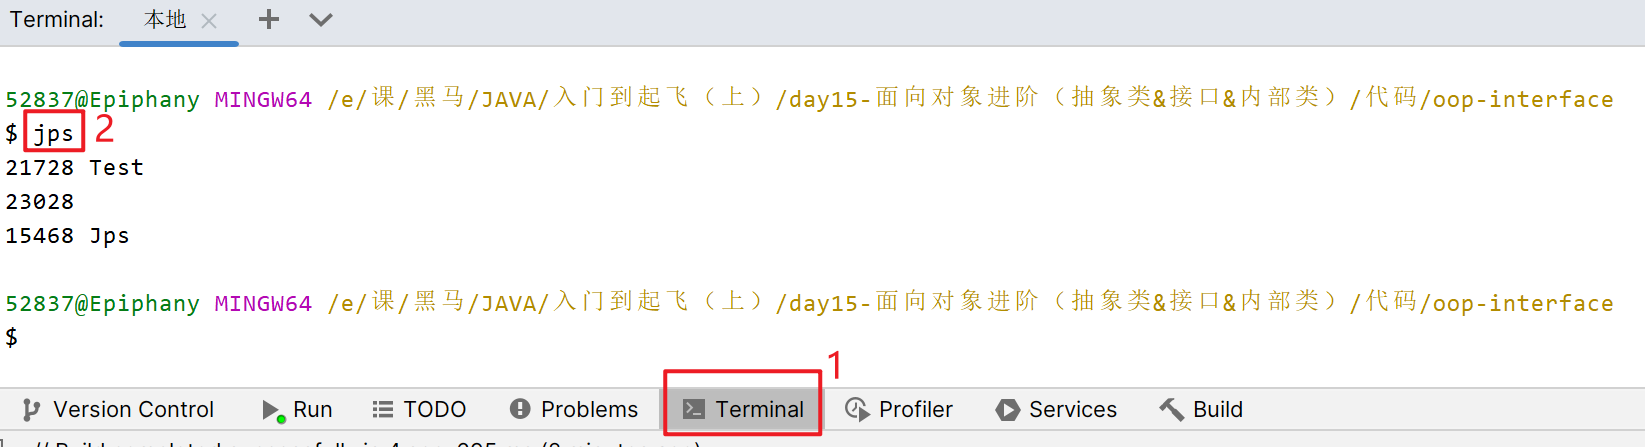 Terminal: 本地
52837@Epiphany MINGW64 /e/课/黑马/JAVA/入门到起飞（上）/day15-面向对象进阶（抽象类&接口&内部类）/代码/oop-interface
$ jps 2
21728 Test
23028
15468 Jps
52837@Epiphany MINGW64 /e/课/黑马/JAVA/入门到起飞（上）/day15-面向对象进阶（抽象类&接口&内部类）/代码/oop-interface
$
1
Version Control Run TODO Problems Terminal Profiler Services Build